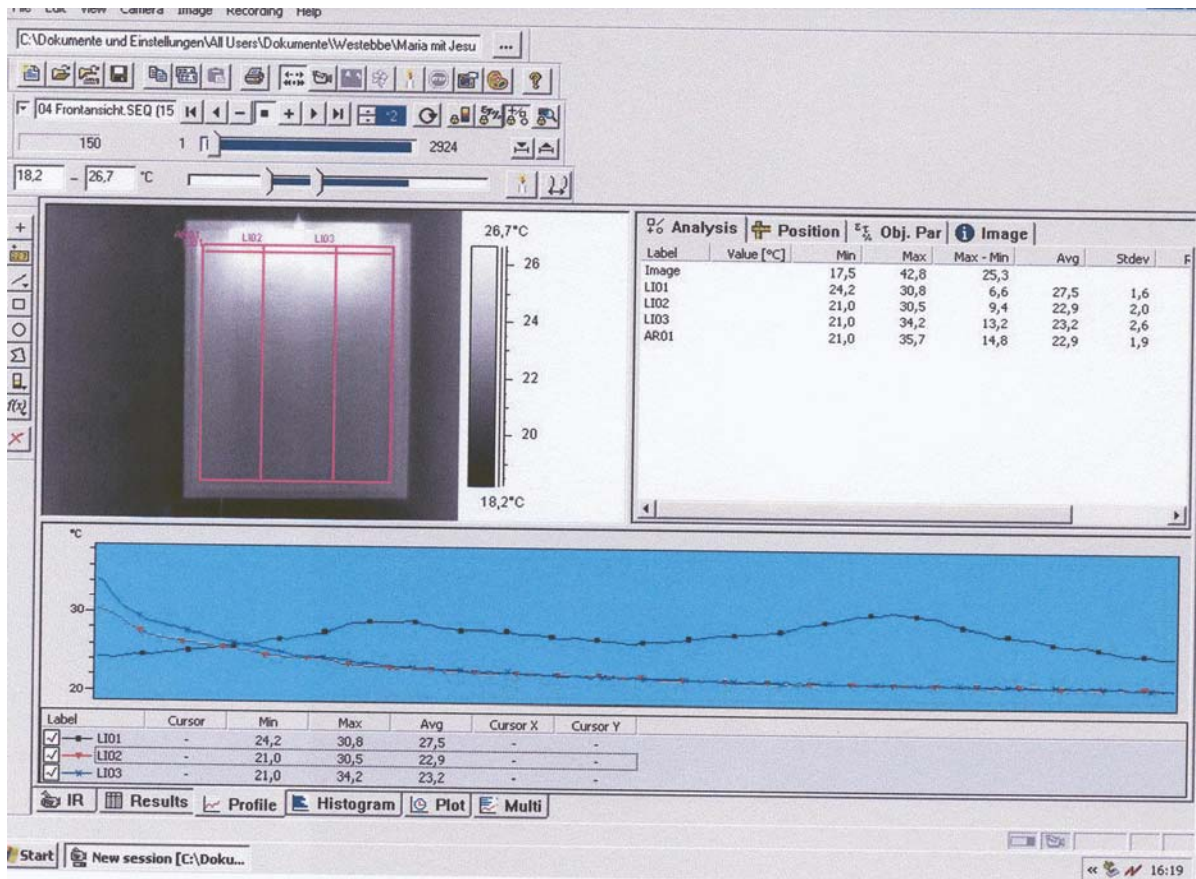 File Edit View Camera Image Recording Help
C:\Dokumente und Einstellungen\All Users\Dokumente\Westebbe\Maria mit Jesu ...
04 Frontansicht.SEQ (15
-2
150 1 2924
18,2 - 26,7 °C
LI02 LI03
26,7°C
26
24
22
20
18,2°C
Analysis Position Obj. Par Image
Label Value [°C] Min Max Max - Min Avg Stdev
Image 17,5 42,8 25,3
LI01 24,2 30,8 6,6 27,5 1,6
LI02 21,0 30,5 9,4 22,9 2,0
LI03 21,0 34,2 13,2 23,2 2,6
AR01 21,0 35,7 14,8 22,9 1,9
f(x)
°C
30
20
Label Cursor Min Max Avg Cursor X Cursor Y
LI01 - 24,2 30,8 27,5 - -
LI02 - 21,0 30,5 22,9 - -
LI03 - 21,0 34,2 23,2 - -
IR Results Profile Histogram Plot Multi
Start New session [C:\Doku...
« 16:19